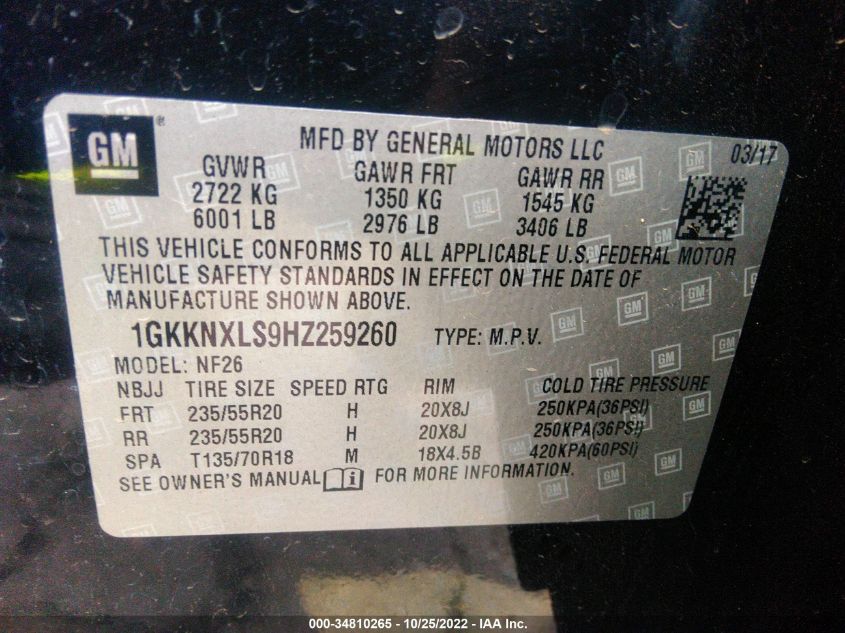 GM ® MFD BY GENERAL MOTORS LLC 03/17
GVWR GAWR FRT GAWR RR
2722 KG 1350 KG 1545 KG
6001 LB 2976 LB 3406 LB
THIS VEHICLE CONFORMS TO ALL APPLICABLE U.S. FEDERAL MOTOR
VEHICLE SAFETY STANDARDS IN EFFECT ON THE DATE OF
MANUFACTURE SHOWN ABOVE.
1GKKNXLS9HZ259260 TYPE: M.P.V.
MODEL: NF26
NBJJ TIRE SIZE SPEED RTG RIM COLD TIRE PRESSURE
FRT 235/55R20 H 20X8J 250KPA(36PSI)
RR 235/55R20 H 20X8J 250KPA(36PSI)
SPA T135/70R18 M 18X4.5B 420KPA(60PSI)
SEE OWNER'S MANUAL FOR MORE INFORMATION.
000-34810265 - 10/25/2022 - IAA Inc.